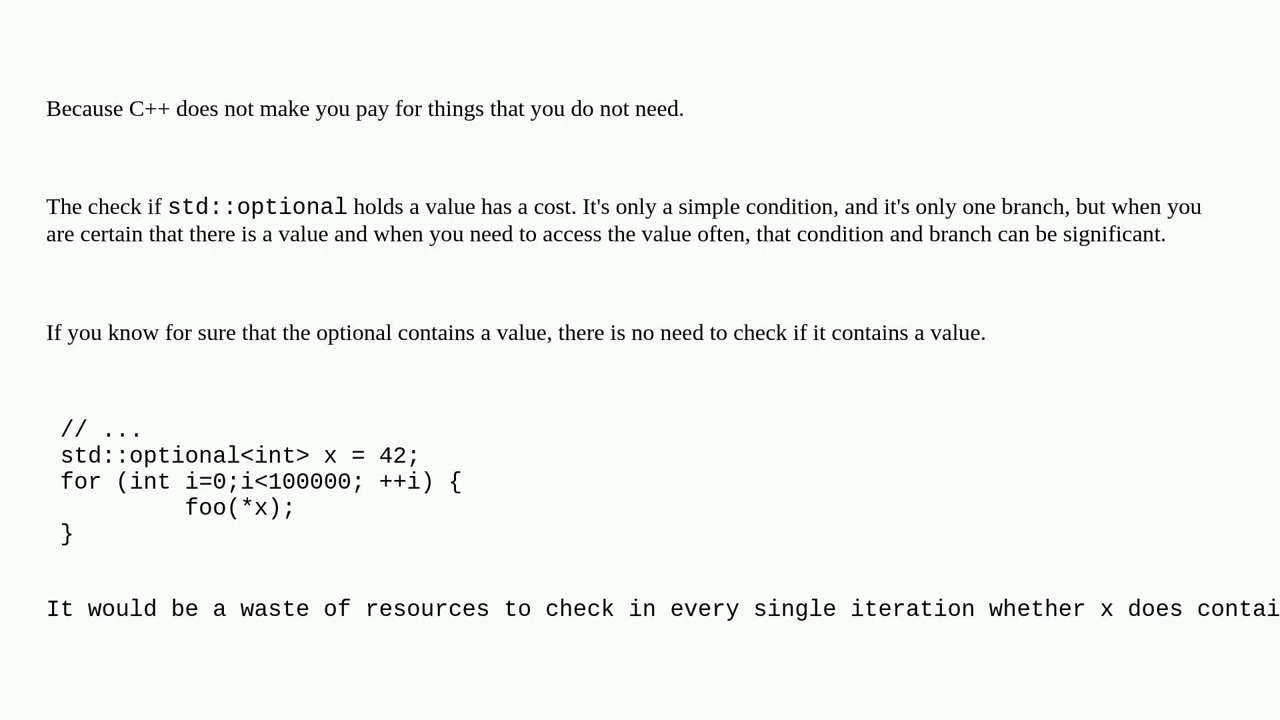 Because C++ does not make you pay for things that you do not need.
The check if std::optional holds a value has a cost. It's only a simple condition, and it's only one branch, but when you
are certain that there is a value and when you need to access the value often, that condition and branch can be significant.
If you know for sure that the optional contains a value, there is no need to check if it contains a value.
// ...
std::optional<int> x = 42;
for (int i=0;i<100000; ++i) {
foo(*x);
}
It would be a waste of resources to check in every single iteration whether x does